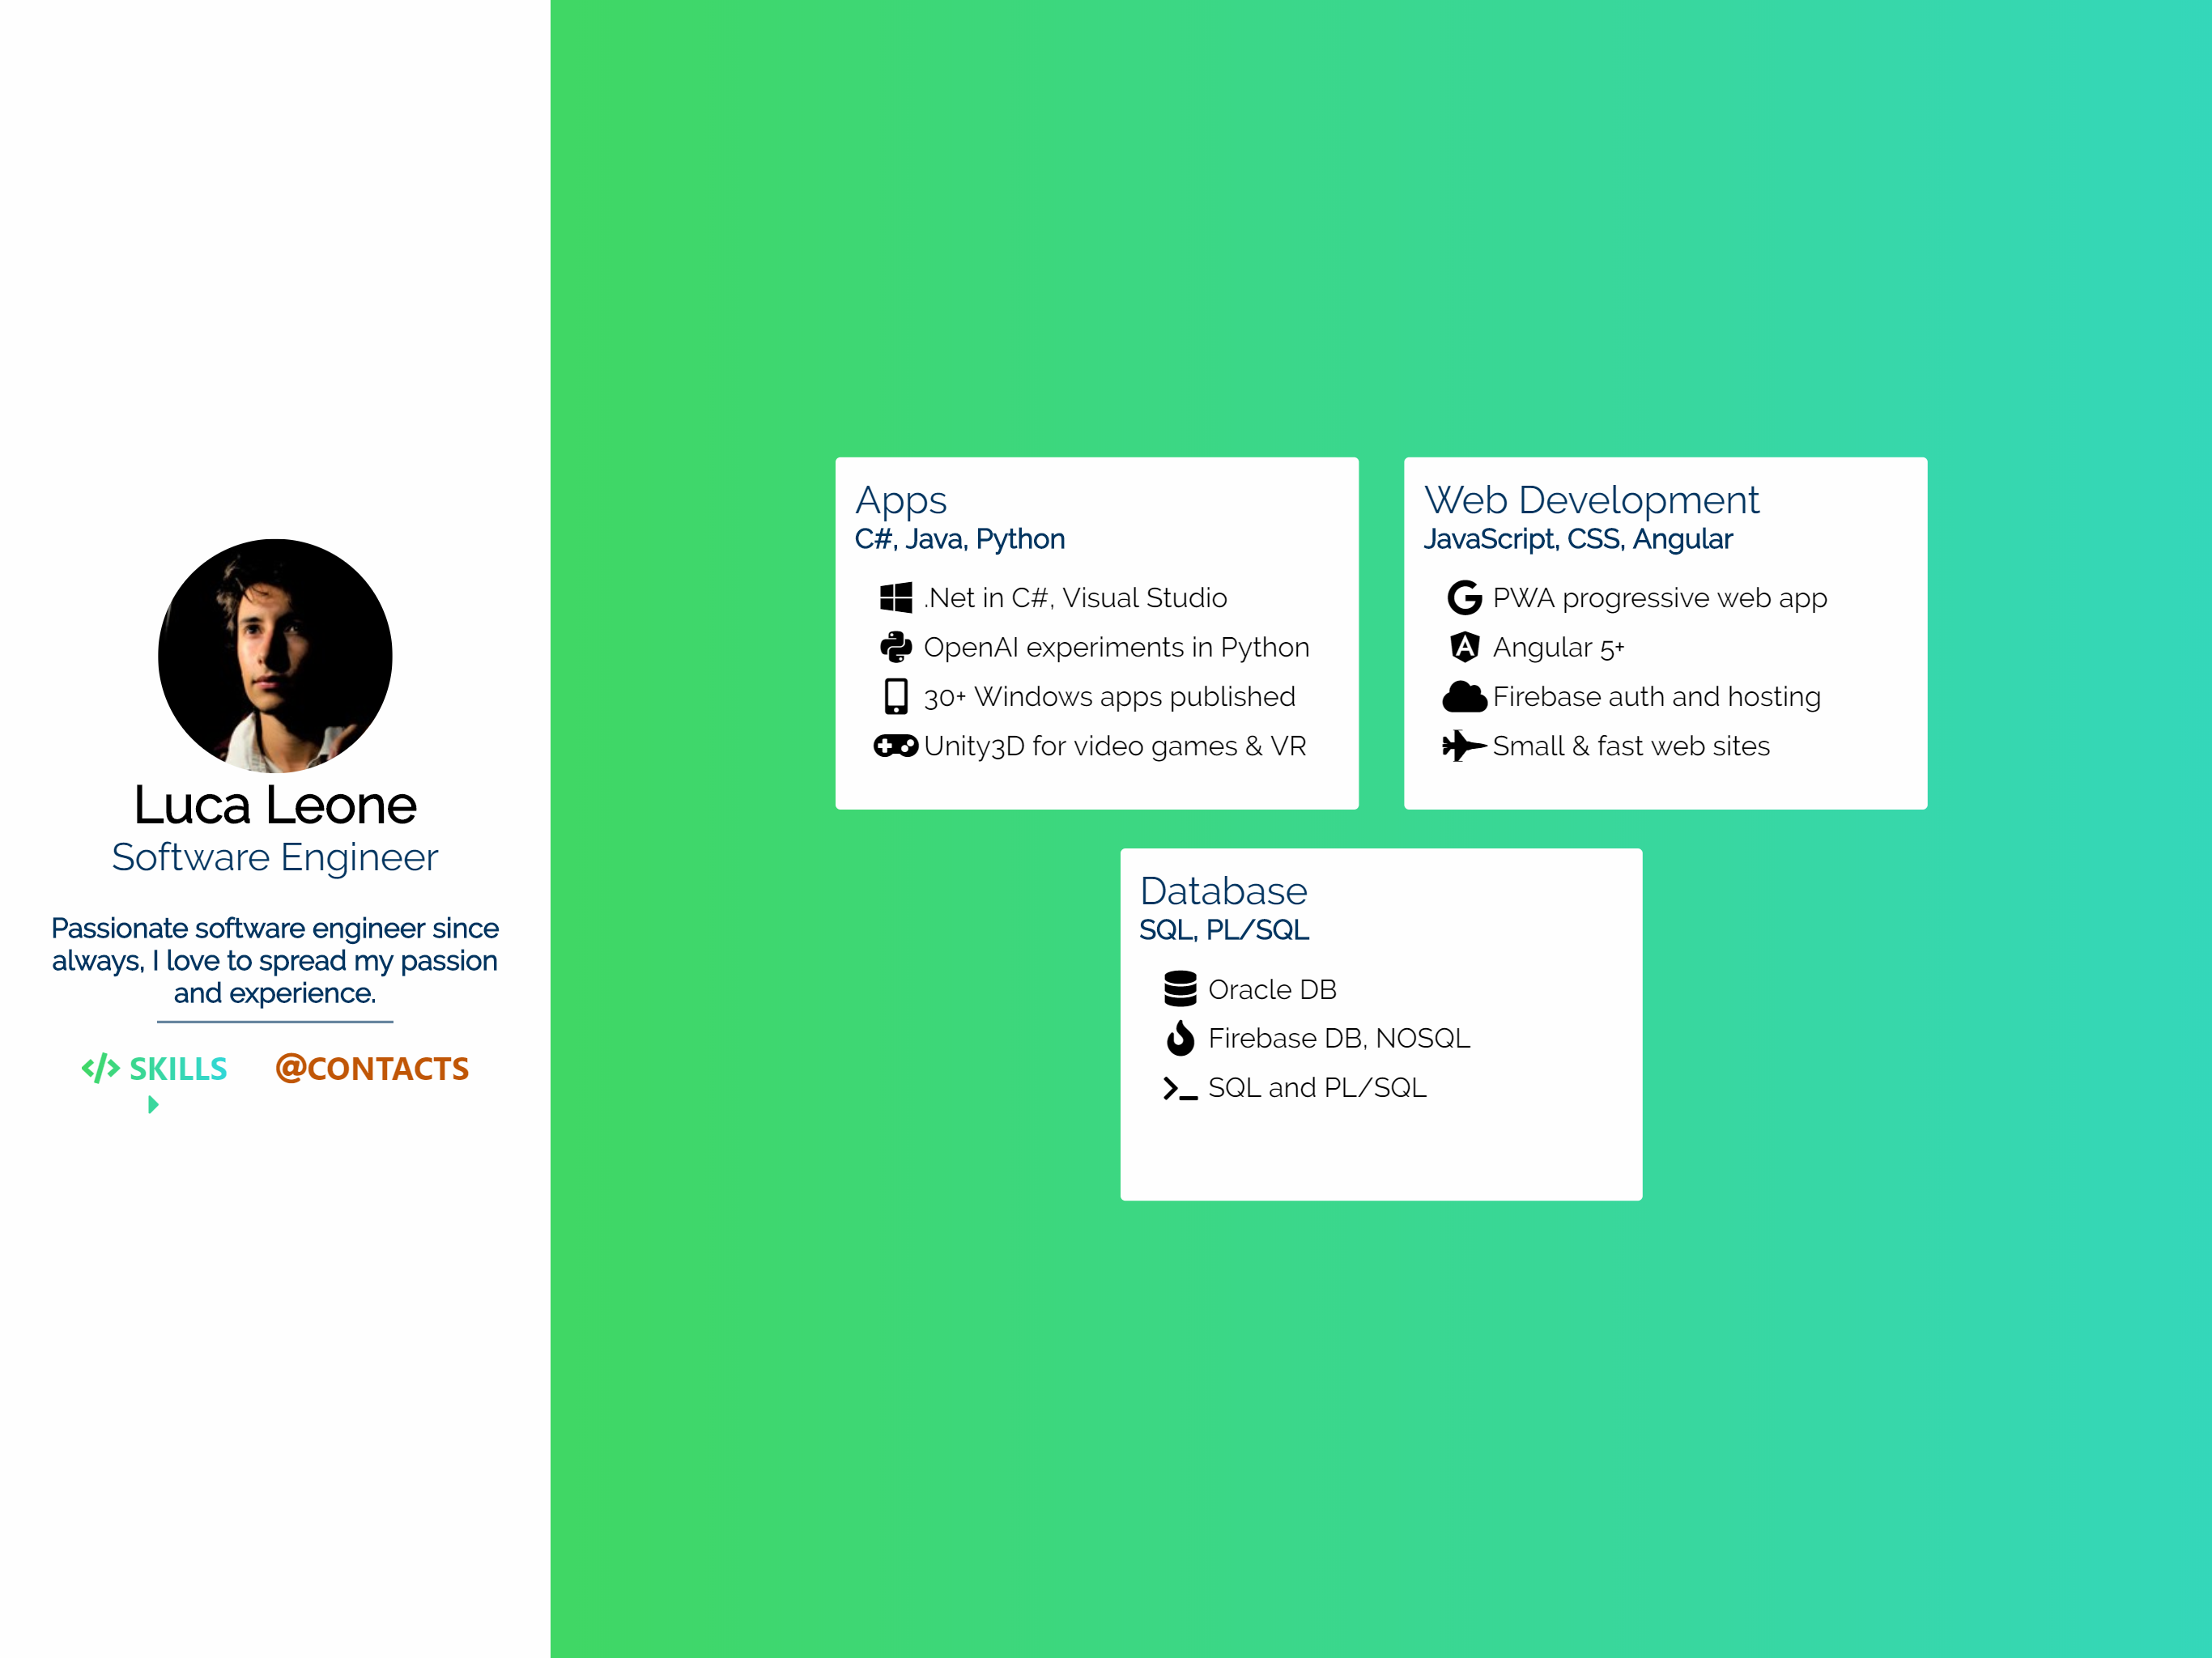 Luca Leone
Software Engineer
Passionate software engineer since
always, I love to spread my passion
and experience.
</> SKILLS
@CONTACTS
Apps
C#, Java, Python
.Net in C#, Visual Studio
OpenAI experiments in Python
30+ Windows apps published
Unity3D for video games & VR
Web Development
JavaScript, CSS, Angular
PWA progressive web app
Angular 5+
Firebase auth and hosting
Small & fast web sites
Database
SQL, PL/SQL
Oracle DB
Firebase DB, NOSQL
SQL and PL/SQL